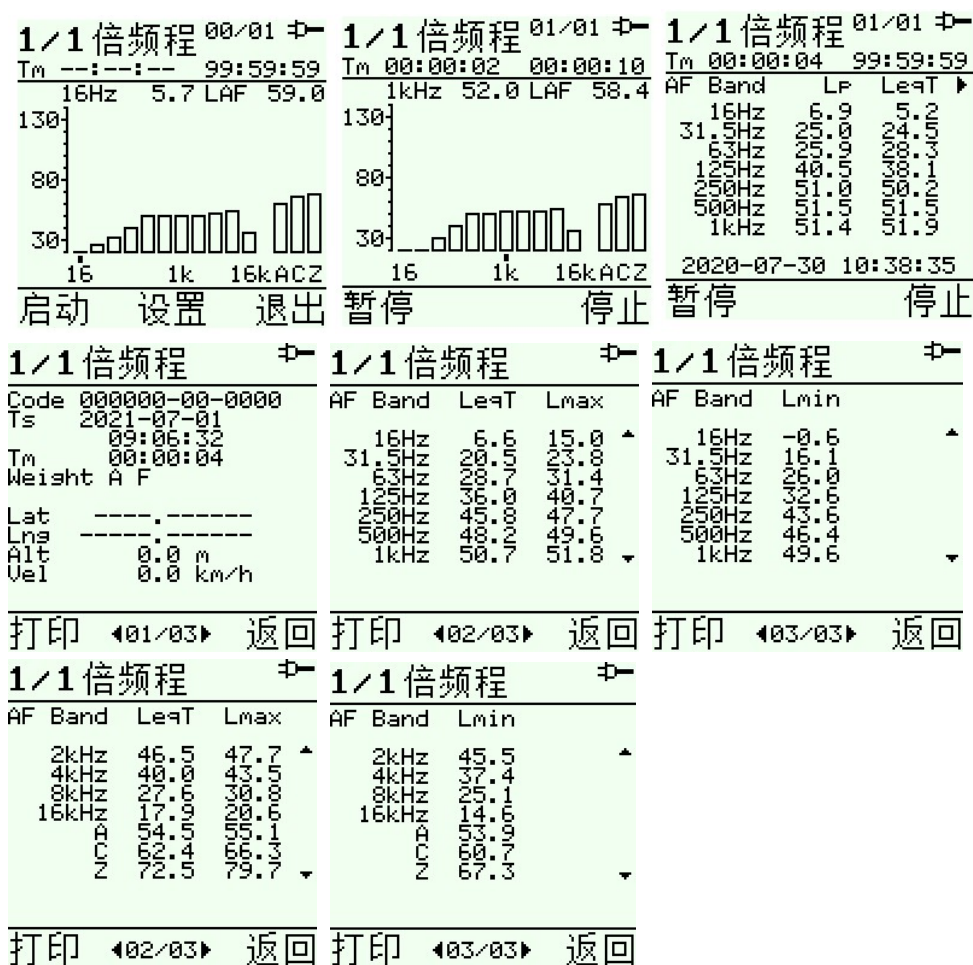 1/1倍频程 00/01
Tm --:--:-- 99:59:59
16Hz 5.7 LAF 59.0
130
80
30
16 1k 16kACZ
启动 设置 退出
1/1倍频程 01/01
Tm 00:00:02 00:00:10
1kHz 52.0 LAF 58.4
130
80
30
16 1k 16kACZ
暂停 停止
1/1倍频程 01/01
Tm 00:00:04 99:59:59
AF Band Lp LeqT
16Hz 6.9 5.2
31.5Hz 25.0 24.5
63Hz 25.9 28.3
125Hz 40.5 38.1
250Hz 51.0 50.2
500Hz 51.5 51.5
1kHz 51.4 51.9
2020-07-30 10:38:35
暂停 停止
1/1倍频程
Code 000000-00-0000
Ts 2021-07-01
09:06:32
Tm 00:00:04
Weight A F
Lat ----.------
Lng -----.------
Alt 0.0 m
Vel 0.0 km/h
打印 01/03 返回
1/1倍频程
AF Band LeqT Lmax
16Hz 6.6 15.0
31.5Hz 20.5 23.8
63Hz 28.7 31.4
125Hz 36.0 40.7
250Hz 45.8 47.7
500Hz 48.2 49.6
1kHz 50.7 51.8
打印 02/03 返回
1/1倍频程
AF Band Lmin
16Hz -0.6
31.5Hz 16.1
63Hz 26.0
125Hz 32.6
250Hz 43.6
500Hz 46.4
1kHz 49.6
打印 03/03 返回
1/1倍频程
AF Band LeqT Lmax
2kHz 46.5 47.7
4kHz 40.0 43.5
8kHz 27.6 30.8
16kHz 17.9 20.6
A 54.5 55.1
C 62.4 66.3
Z 72.5 79.7
打印 02/03 返回
1/1倍频程
AF Band Lmin
2kHz 45.5
4kHz 37.4
8kHz 25.1
16kHz 14.6
A 53.9
C 60.7
Z 67.3
打印 03/03 返回